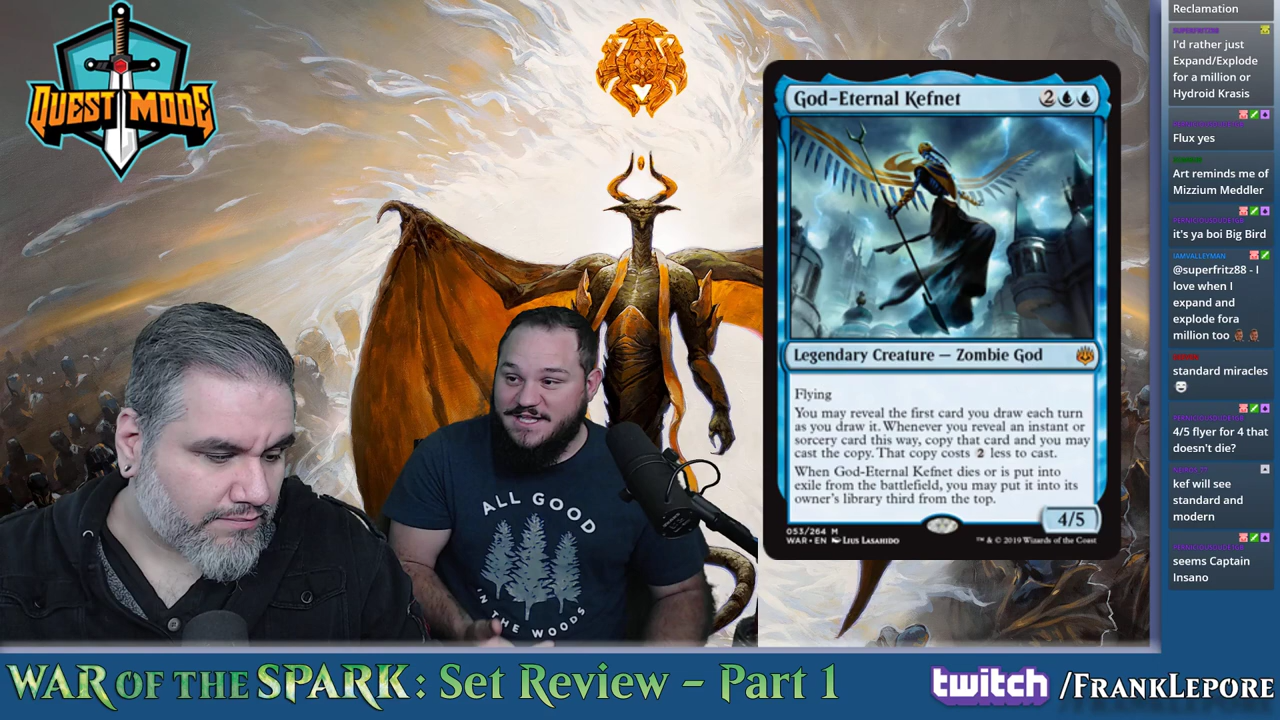 QUEST MODE
God-Eternal Kefnet 2
Legendary Creature — Zombie God
Flying
You may reveal the first card you draw each turn
as you draw it. Whenever you reveal an instant or
sorcery card this way, copy that card and you may
cast the copy. That copy costs 2 less to cast.
When God-Eternal Kefnet dies or is put into
exile from the battlefield, you may put it into its
owner's library third from the top.
4/5
053/264 M
WAR • EN Lius Lasahido
™ & © 2019 Wizards of the Coast
ALL GOOD
IN THE WOODS
Reclamation
I'd rather just
Expand/Explode
for a million or
Hydroid Krasis
Flux yes
Art reminds me of
Mizzium Meddler
it's ya boi Big Bird
IAMVALLEYMAN
@superfritz88 - I
love when I
expand and
explode fora
million too
standard miracles
4/5 flyer for 4 that
doesn't die?
kef will see
standard and
modern
seems Captain
Insano
WAR OF THE SPARK: Set Review - Part 1
twitch /FrankLepore